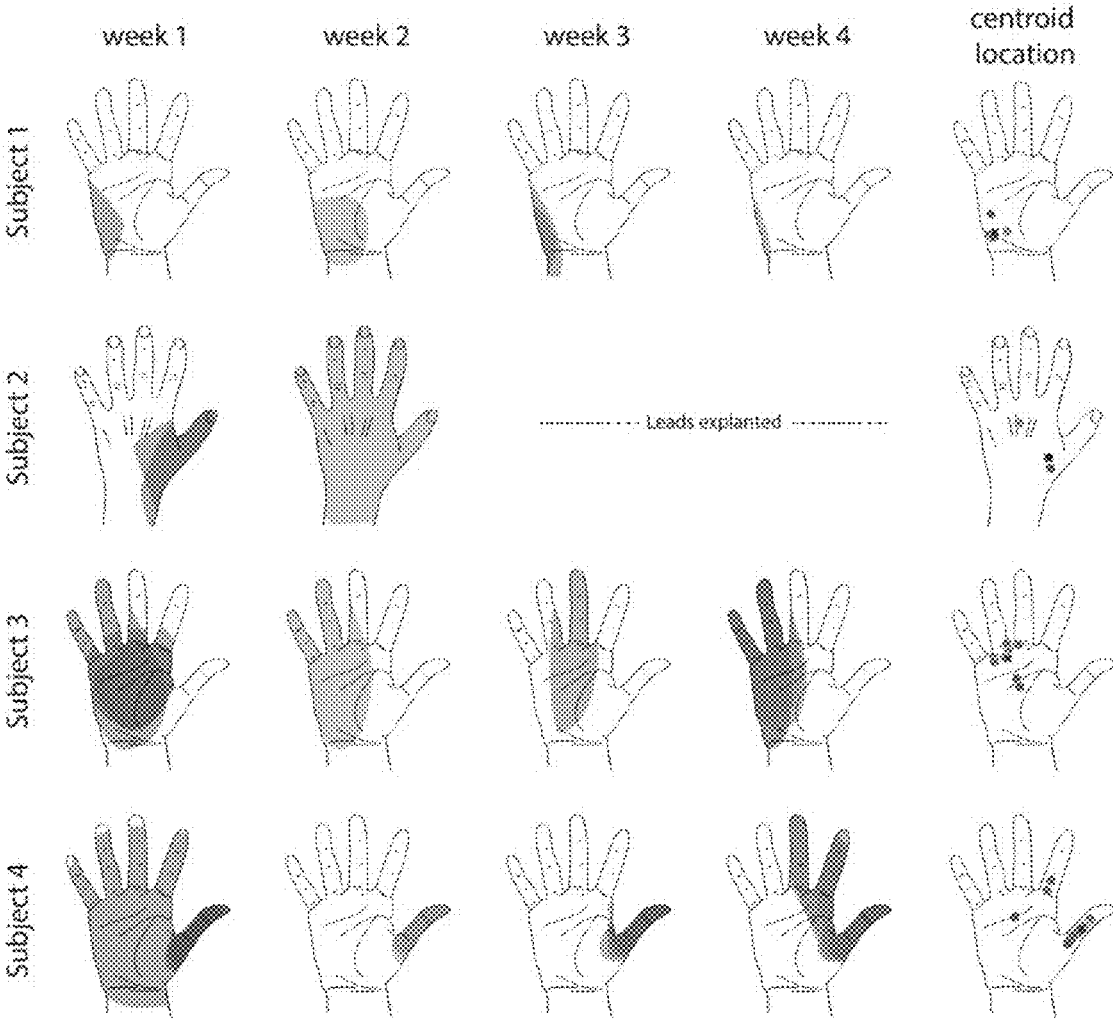 week 1
week 2
week 3
week 4
centroid
location
Subject 1
Subject 2
Leads explanted
Subject 3
Subject 4